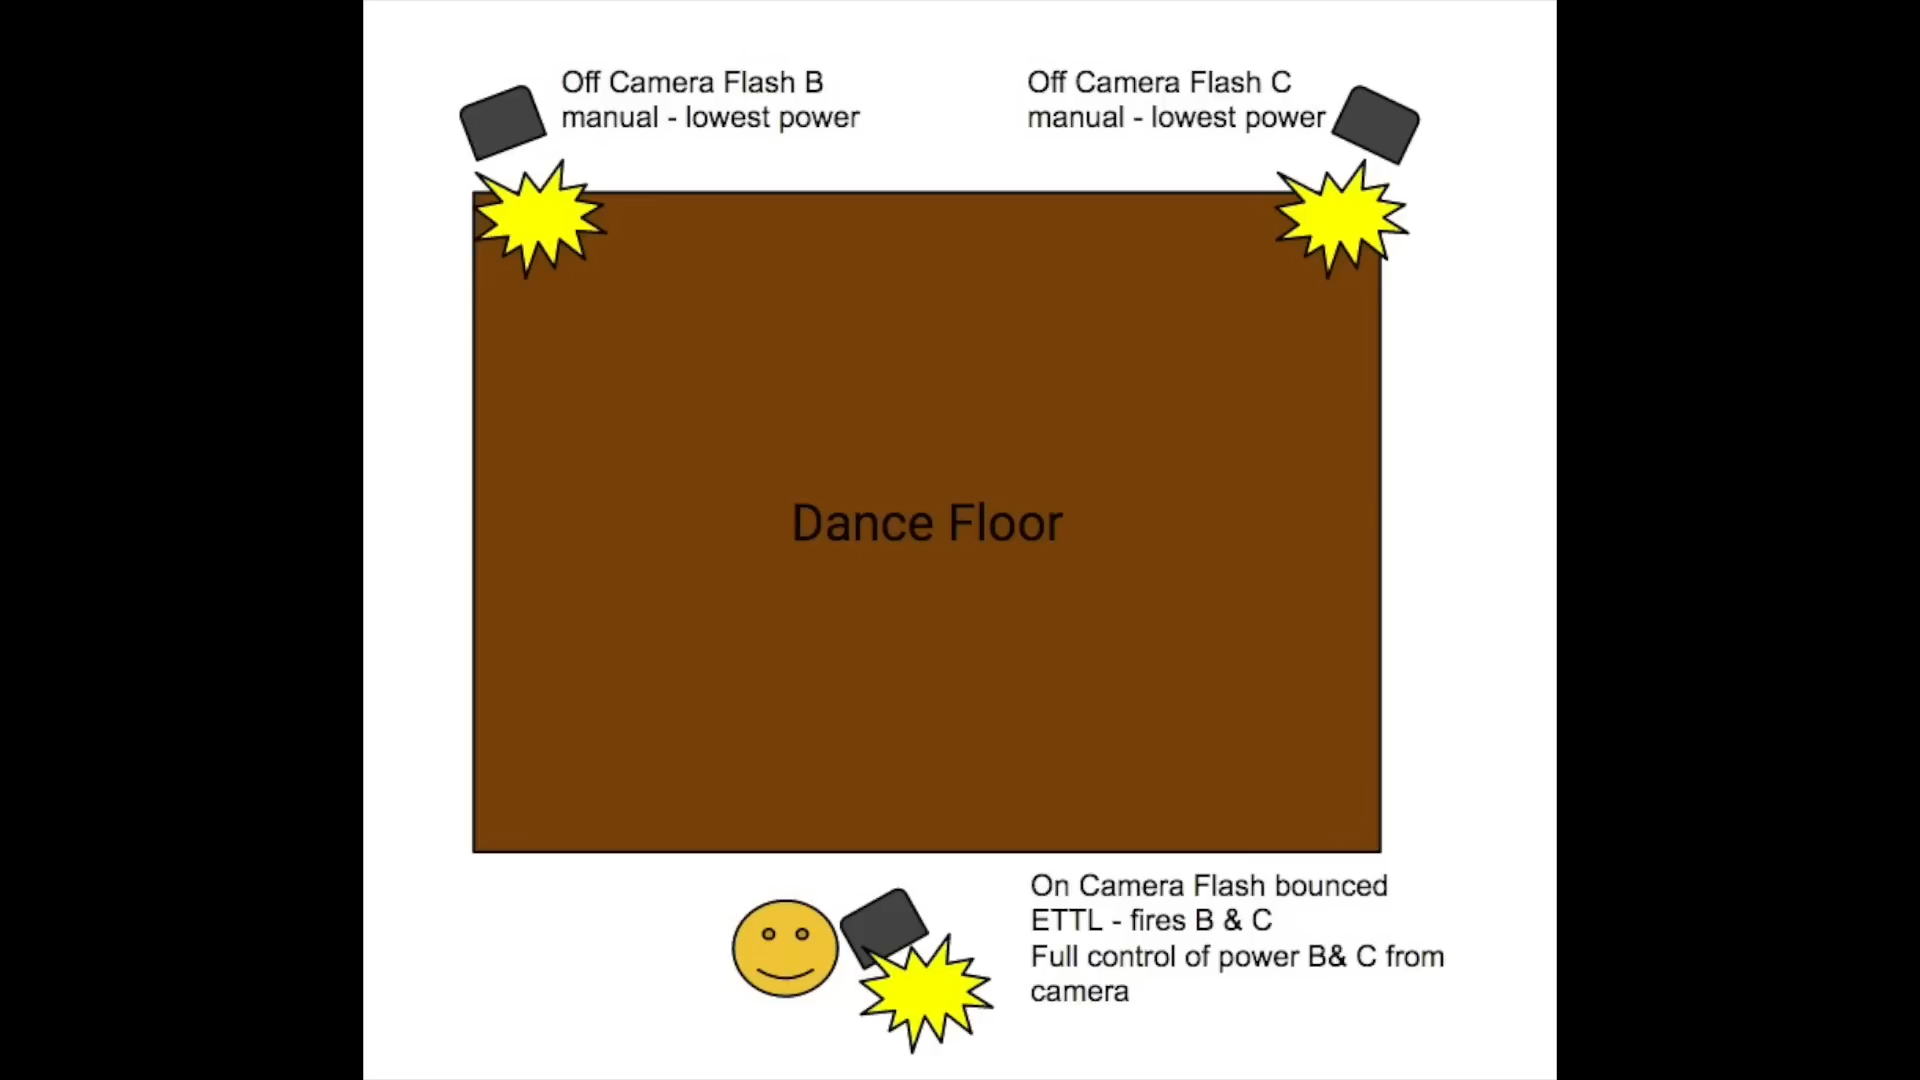 Off Camera Flash B
manual - lowest power
Off Camera Flash C
manual - lowest power
Dance Floor
On Camera Flash bounced
ETTL - fires B & C
Full control of power B& C from
camera